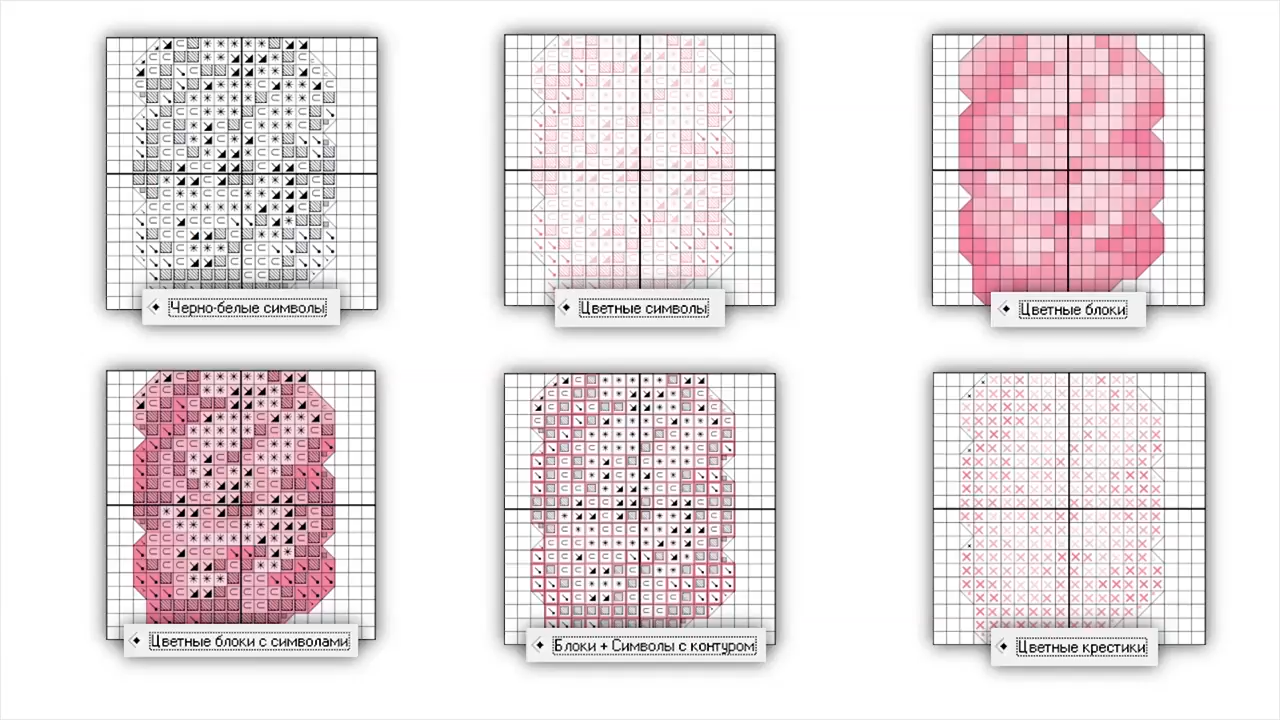 Черно-белые символы
Цветные символы
Цветные блоки
Цветные блоки с символами
Блоки + Символы с контуром
Цветные крестики